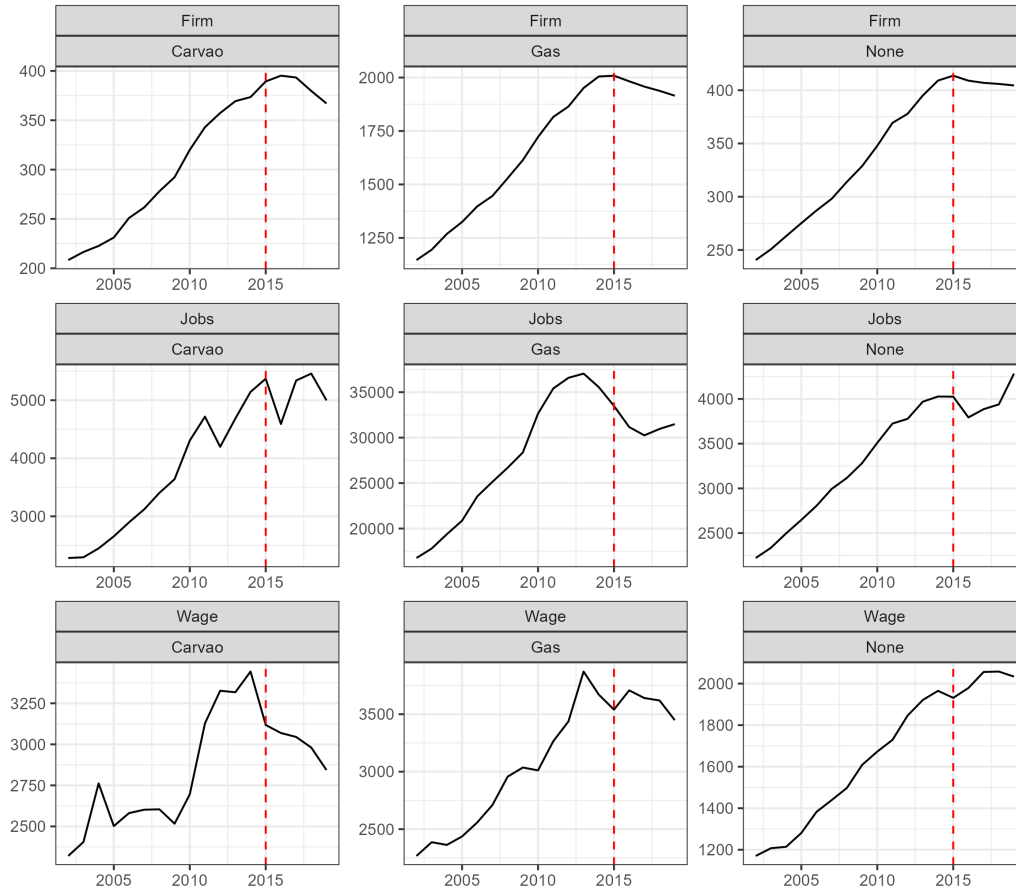 Firm Firm Firm
Carvao Gas None
400 2000 400
350 1750 350
300 1500 300
250 1250 250
200
2005 2010 2015 2005 2010 2015 2005 2010 2015
Jobs Jobs Jobs
Carvao Gas None
5000 35000 4000
4000 30000 3500
3000 25000 3000
20000 2500
2005 2010 2015 2005 2010 2015 2005 2010 2015
Wage Wage Wage
Carvao Gas None
3250 3500 2000
3000 3000 1800
2750 2500 1600
2500 1400
1200
2005 2010 2015 2005 2010 2015 2005 2010 2015